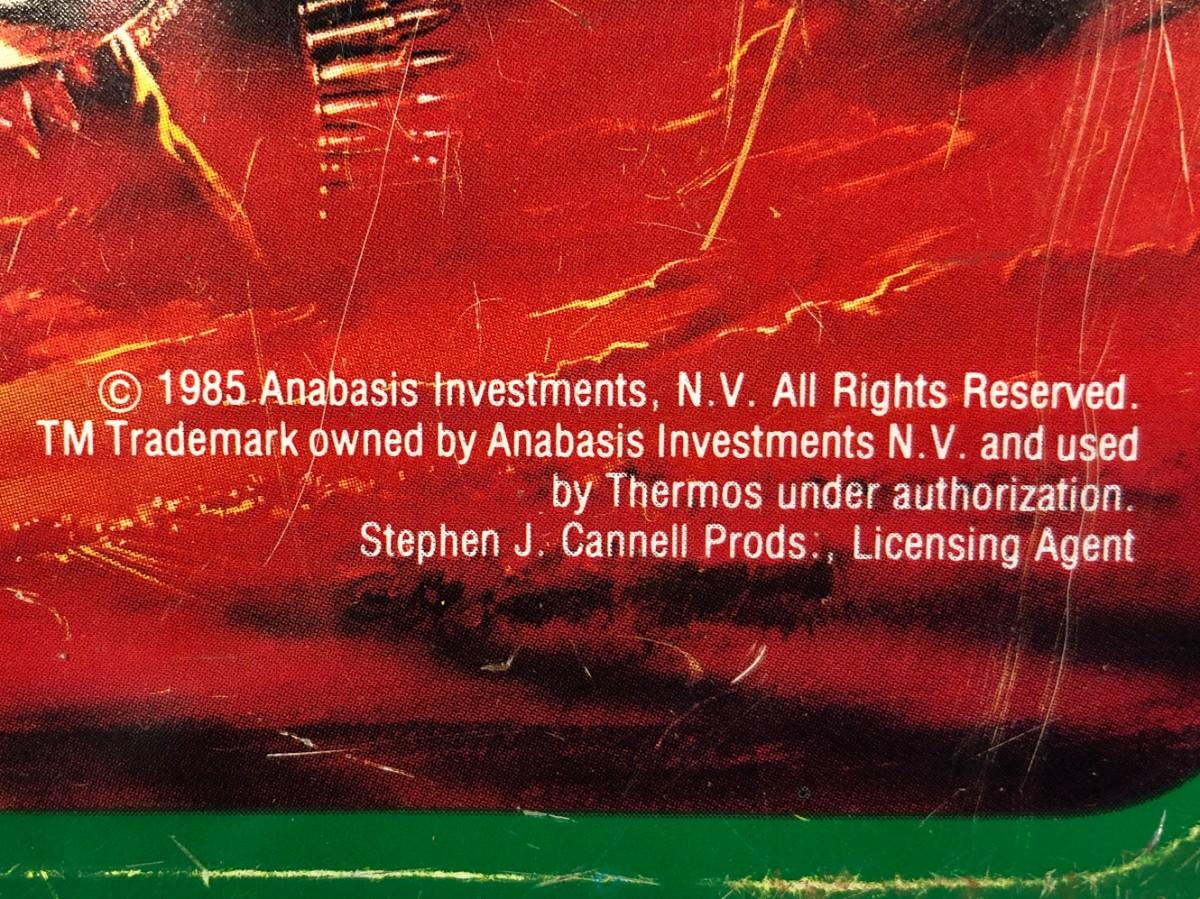 © 1985 Anabasis Investments, N.V. All Rights Reserved.
TM Trademark owned by Anabasis Investments N.V. and used
by Thermos under authorization.
Stephen J. Cannell Prods., Licensing Agent